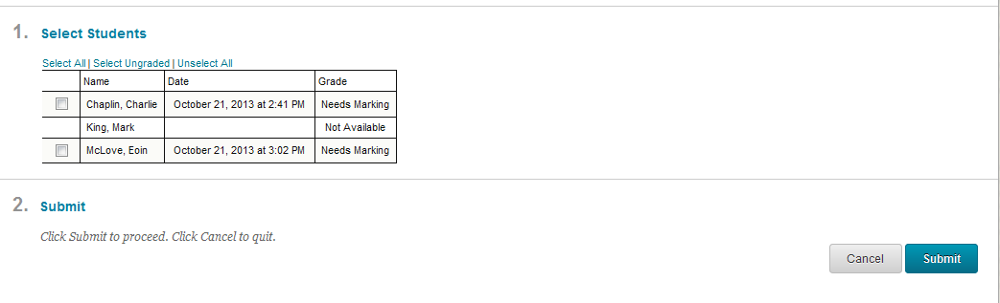 1. Select Students
Select All | Select Ungraded | Unselect All
Name Date Grade
Chaplin, Charlie October 21, 2013 at 2:41 PM Needs Marking
King, Mark Not Available
McLove, Eoin October 21, 2013 at 3:02 PM Needs Marking
2. Submit
Click Submit to proceed. Click Cancel to quit.
Cancel Submit